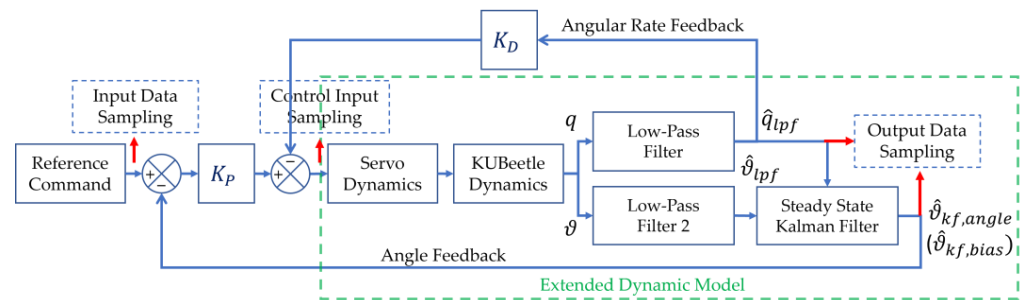 Angular Rate Feedback
K_D
Input Data
Sampling
Control Input
Sampling
q
Low-Pass
Filter
q̂_lpf
Output Data
Sampling
Reference
Command
+
−
K_P
+
−
Servo
Dynamics
KUBeetle
Dynamics
ϑ̂_lpf
ϑ
Low-Pass
Filter 2
Steady State
Kalman Filter
ϑ̂_kf,angle
(ϑ̂_kf,bias)
Angle Feedback
Extended Dynamic Model